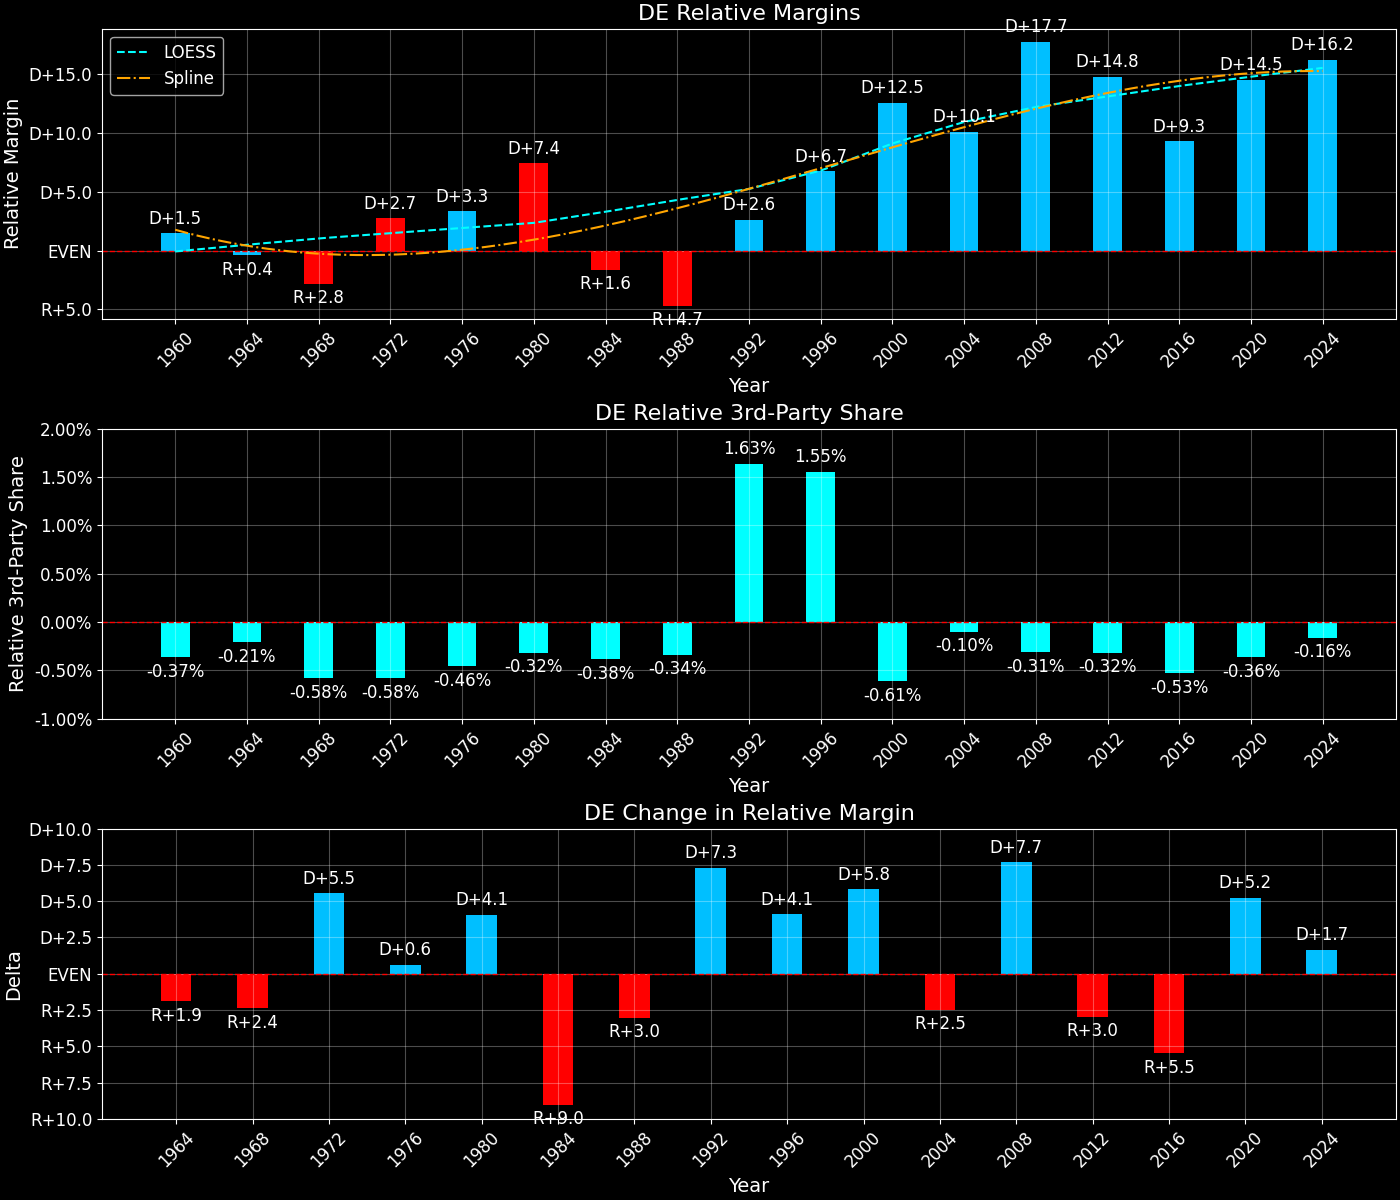 DE Relative Margins
LOESS
Spline
Relative Margin
D+15.0
D+10.0
D+5.0
EVEN
R+5.0
D+1.5
R+0.4
R+2.8
D+2.7
D+3.3
D+7.4
R+1.6
R+4.7
D+2.6
D+6.7
D+12.5
D+10.1
D+17.7
D+14.8
D+9.3
D+14.5
D+16.2
1960 1964 1968 1972 1976 1980 1984 1988 1992 1996 2000 2004 2008 2012 2016 2020 2024
Year
DE Relative 3rd-Party Share
Relative 3rd-Party Share
2.00%
1.50%
1.00%
0.50%
0.00%
-0.50%
-1.00%
-0.37%
-0.21%
-0.58%
-0.58%
-0.46%
-0.32%
-0.38%
-0.34%
1.63%
1.55%
-0.61%
-0.10%
-0.31%
-0.32%
-0.53%
-0.36%
-0.16%
1960 1964 1968 1972 1976 1980 1984 1988 1992 1996 2000 2004 2008 2012 2016 2020 2024
Year
DE Change in Relative Margin
Delta
D+10.0
D+7.5
D+5.0
D+2.5
EVEN
R+2.5
R+5.0
R+7.5
R+10.0
R+1.9
R+2.4
D+5.5
D+0.6
D+4.1
R+9.0
R+3.0
D+7.3
D+4.1
D+5.8
R+2.5
D+7.7
R+3.0
R+5.5
D+5.2
D+1.7
1964 1968 1972 1976 1980 1984 1988 1992 1996 2000 2004 2008 2012 2016 2020 2024
Year